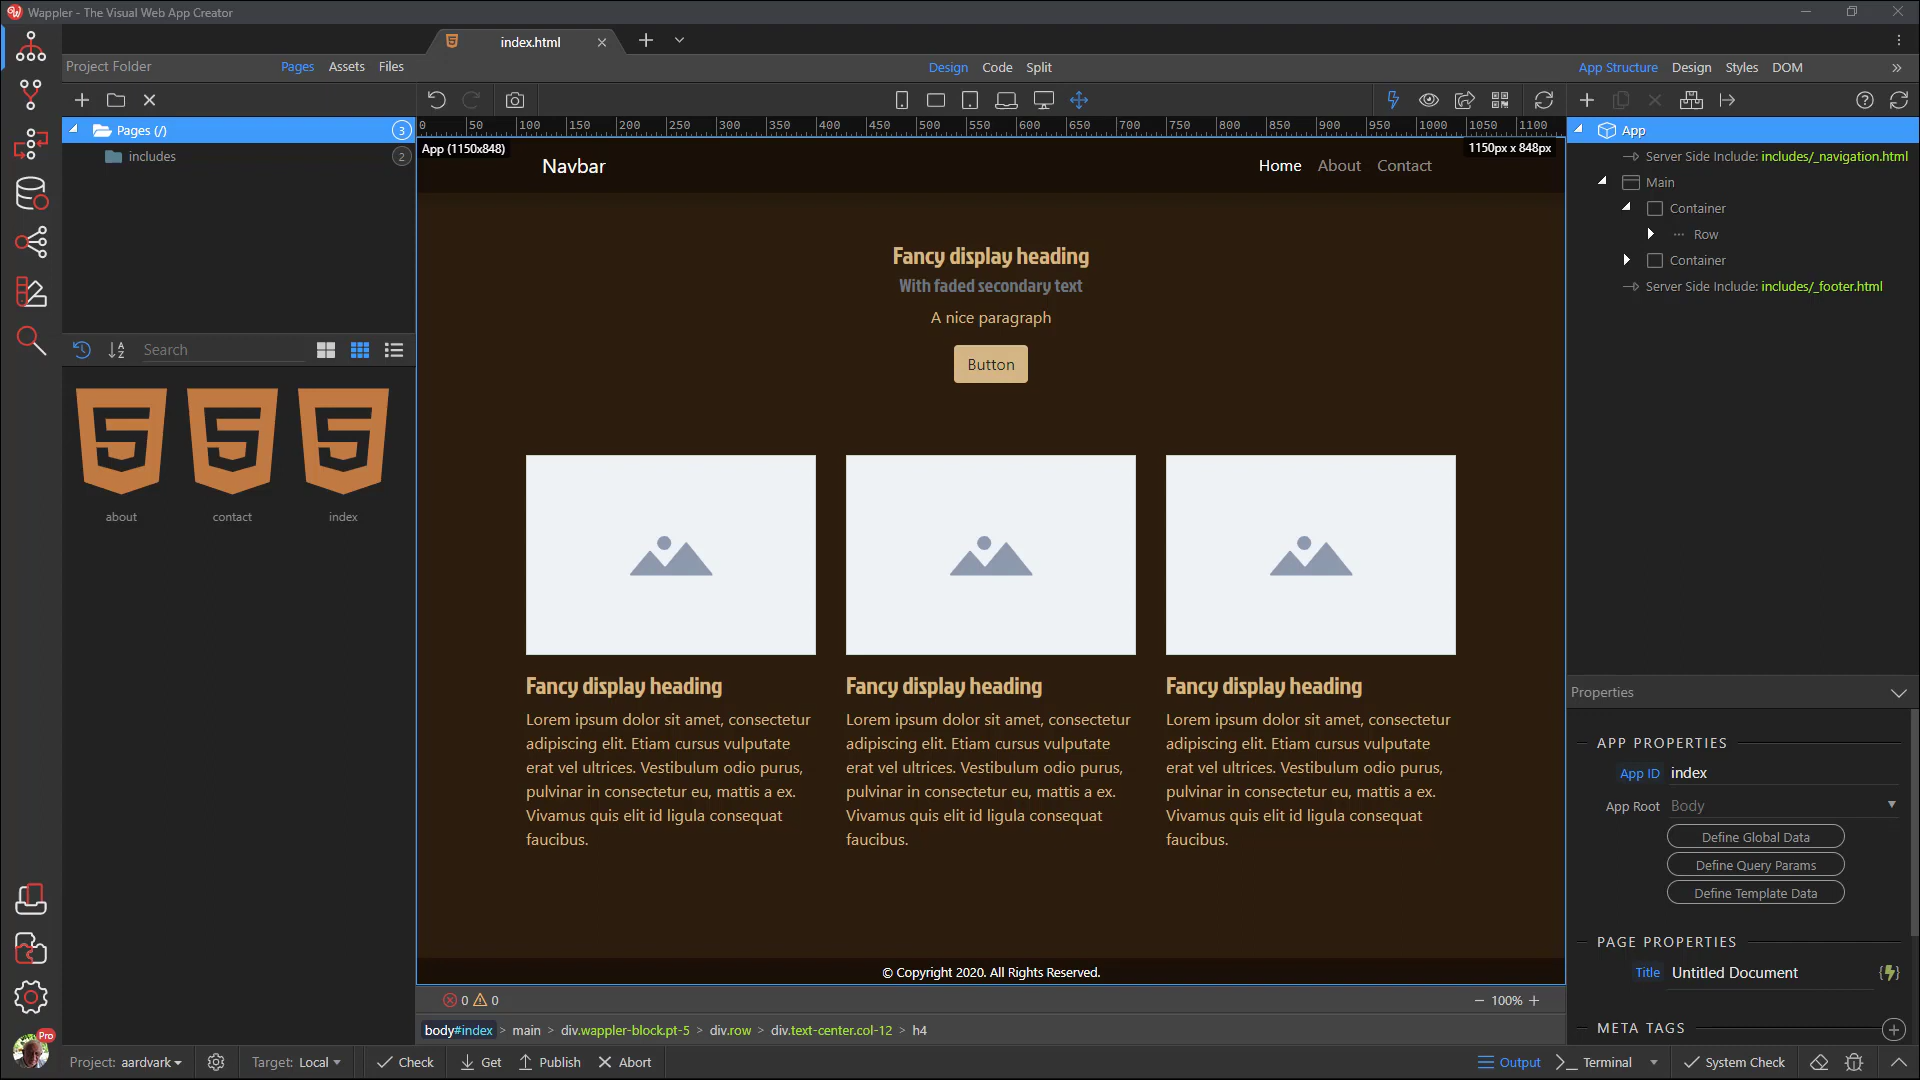 Wappler - The Visual Web App Creator
index.html
Project Folder
Pages Assets Files
Design Code Split
App Structure Design Styles DOM
Pages (/) 3
includes 2
Search
about contact index
0 50 100 150 200 250 300 350 400 450 500 550 600 650 700 750 800 850 900 950 1000 1050 1100
App (1150x848)
1150px x 848px
Navbar
Home About Contact
Fancy display heading
With faded secondary text
A nice paragraph
Button
Fancy display heading
Lorem ipsum dolor sit amet, consectetur
adipiscing elit. Etiam cursus vulputate
erat vel ultrices. Vestibulum odio purus,
pulvinar in consectetur eu, mattis a ex.
Vivamus quis elit id ligula consequat
faucibus.
Fancy display heading
Lorem ipsum dolor sit amet, consectetur
adipiscing elit. Etiam cursus vulputate
erat vel ultrices. Vestibulum odio purus,
pulvinar in consectetur eu, mattis a ex.
Vivamus quis elit id ligula consequat
faucibus.
Fancy display heading
Lorem ipsum dolor sit amet, consectetur
adipiscing elit. Etiam cursus vulputate
erat vel ultrices. Vestibulum odio purus,
pulvinar in consectetur eu, mattis a ex.
Vivamus quis elit id ligula consequat
faucibus.
© Copyright 2020. All Rights Reserved.
0 0
100%
body#index > main > div.wappler-block.pt-5 > div.row > div.text-center.col-12 > h4
App
Server Side Include: includes/_navigation.html
Main
Container
Row
Container
Server Side Include: includes/_footer.html
Properties
APP PROPERTIES
App ID index
App Root Body
Define Global Data
Define Query Params
Define Template Data
PAGE PROPERTIES
Title Untitled Document
META TAGS
Pro
Project: aardvark
Target: Local
Check
Get
Publish
Abort
Output
Terminal
System Check